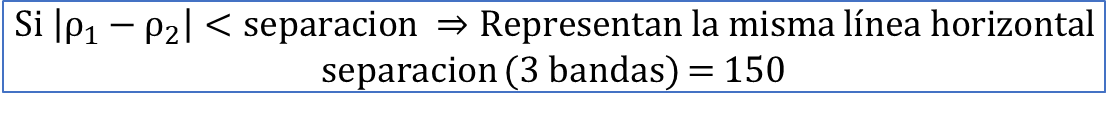 Si |ρ₁ − ρ₂| < separacion ⇒ Representan la misma línea horizontal
separacion (3 bandas) = 150